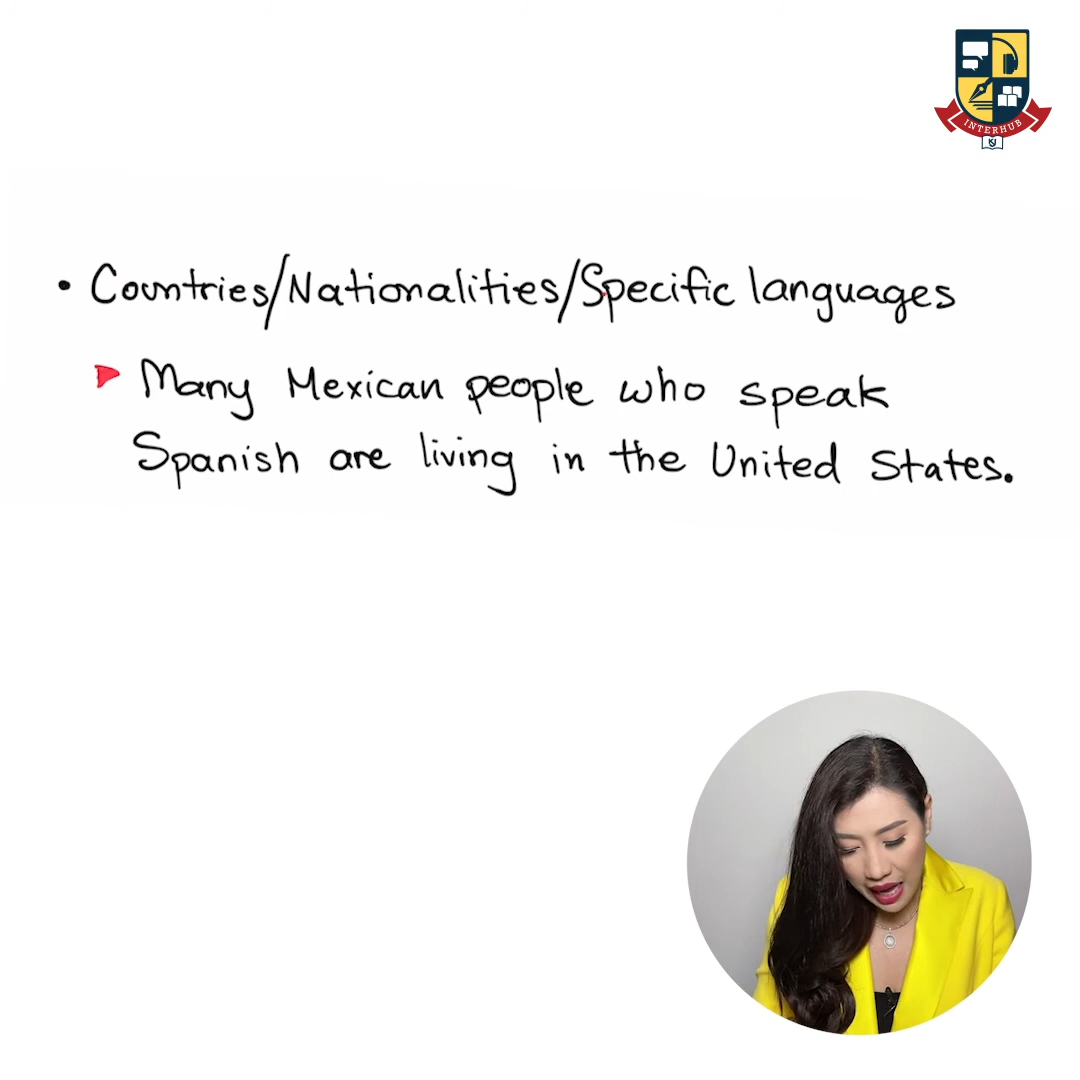 INTERHUB
• Countries/Nationalities/Specific languages
Many Mexican people who speak
Spanish are living in the United States.